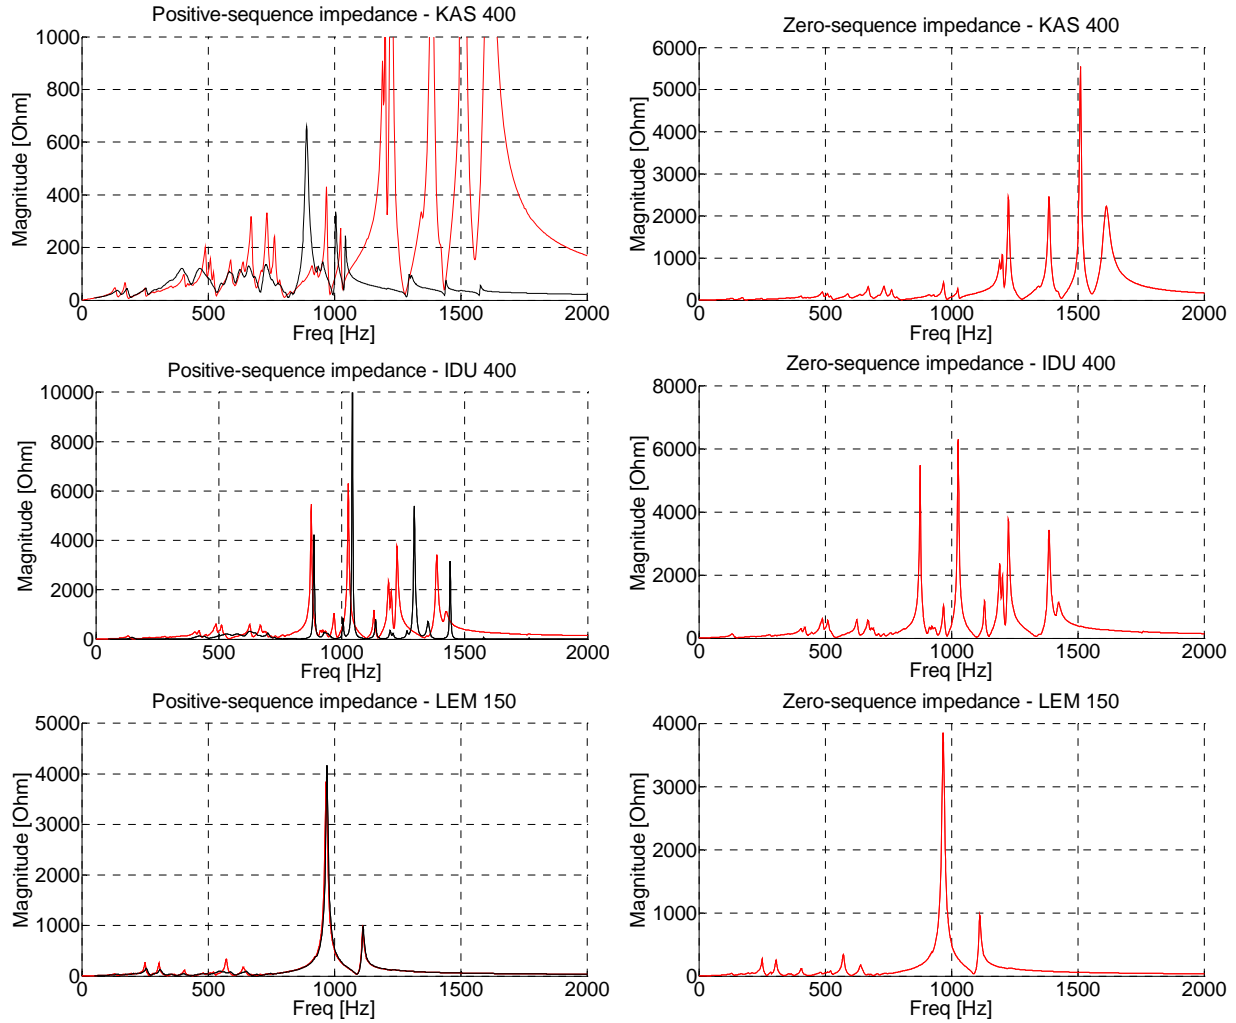 Positive-sequence impedance - KAS 400
Magnitude [Ohm]
1000
800
600
400
200
0
0 500 1000 1500 2000
Freq [Hz]
Zero-sequence impedance - KAS 400
Magnitude [Ohm]
6000
5000
4000
3000
2000
1000
0
0 500 1000 1500 2000
Freq [Hz]
Positive-sequence impedance - IDU 400
Magnitude [Ohm]
10000
8000
6000
4000
2000
0
0 500 1000 1500 2000
Freq [Hz]
Zero-sequence impedance - IDU 400
Magnitude [Ohm]
8000
6000
4000
2000
0
0 500 1000 1500 2000
Freq [Hz]
Positive-sequence impedance - LEM 150
Magnitude [Ohm]
5000
4000
3000
2000
1000
0
0 500 1000 1500 2000
Freq [Hz]
Zero-sequence impedance - LEM 150
Magnitude [Ohm]
4000
3000
2000
1000
0
0 500 1000 1500 2000
Freq [Hz]